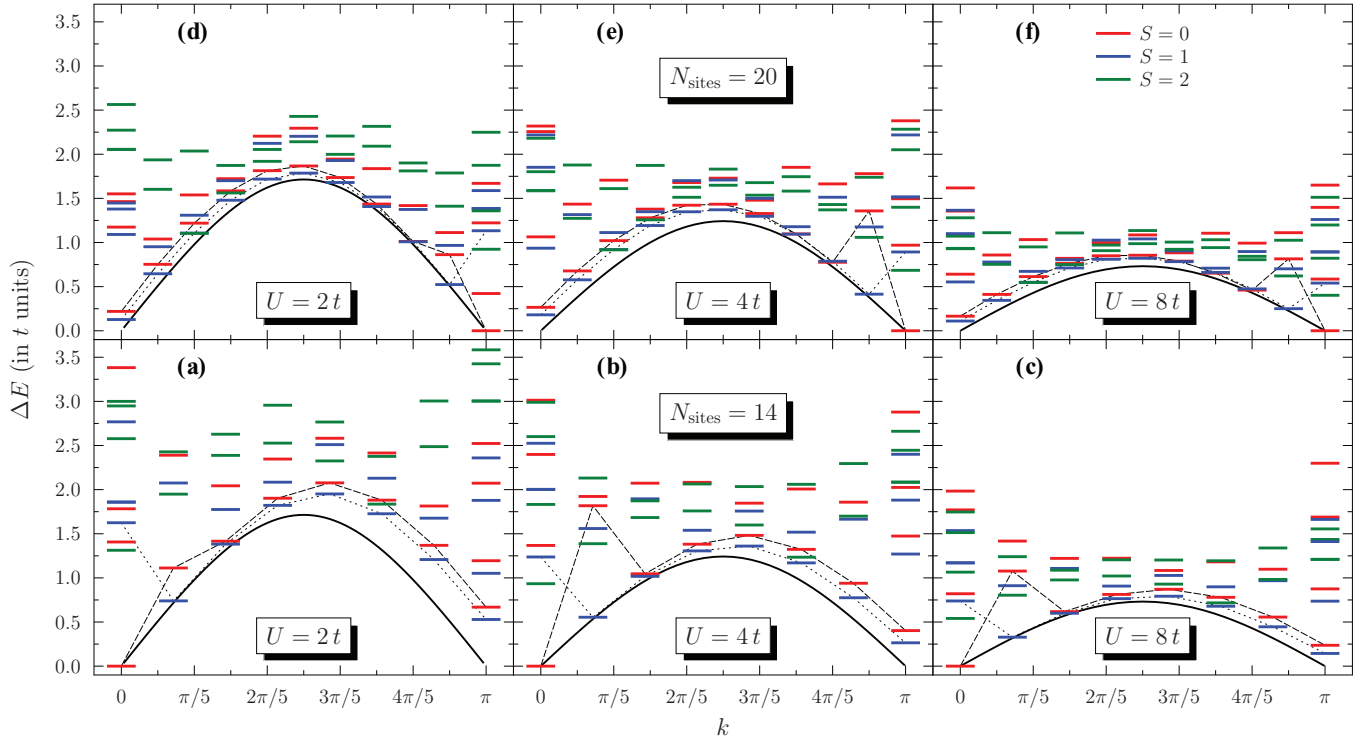 (d)
(e)
(f)
S = 0
S = 1
S = 2
N_sites = 20
3.5
3.0
2.5
2.0
1.5
1.0
0.5
0.0
U = 2 t
U = 4 t
U = 8 t
ΔE (in t units)
(a)
(b)
(c)
N_sites = 14
3.5
3.0
2.5
2.0
1.5
1.0
0.5
0.0
U = 2 t
U = 4 t
U = 8 t
0 π/5 2π/5 3π/5 4π/5 π
0 π/5 2π/5 3π/5 4π/5 π
0 π/5 2π/5 3π/5 4π/5 π
k